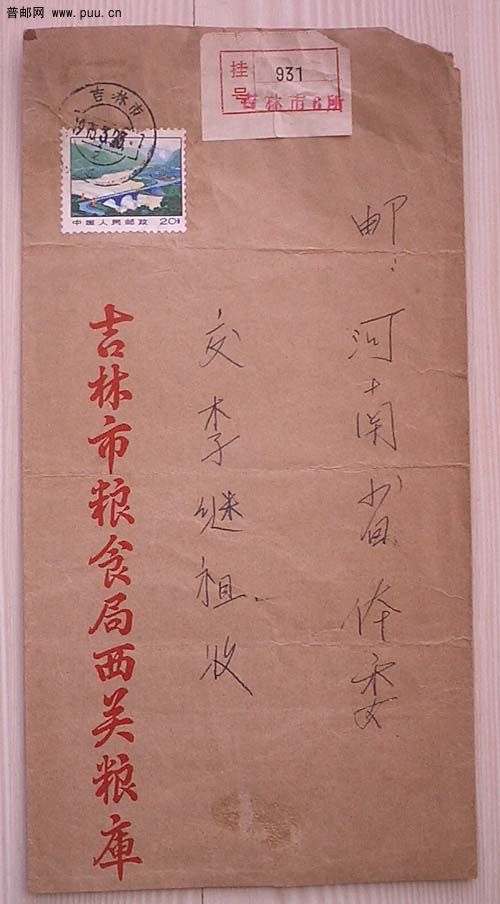 普邮网 www.puu.cn
挂号 931
吉林市6所
吉林市
中国人民邮政 20分
邮：河南省体委
交李继祖收
吉林市粮食局西关粮库